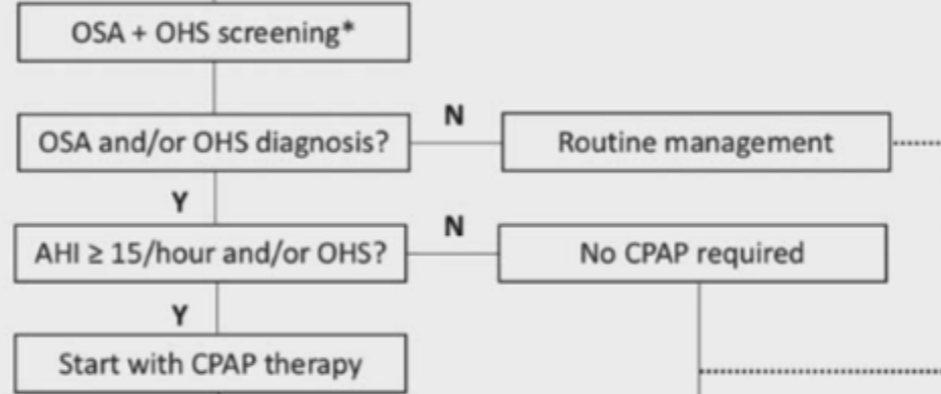 OSA + OHS screening*
OSA and/or OHS diagnosis?
N
Routine management
Y
AHI ≥ 15/hour and/or OHS?
N
No CPAP required
Y
Start with CPAP therapy